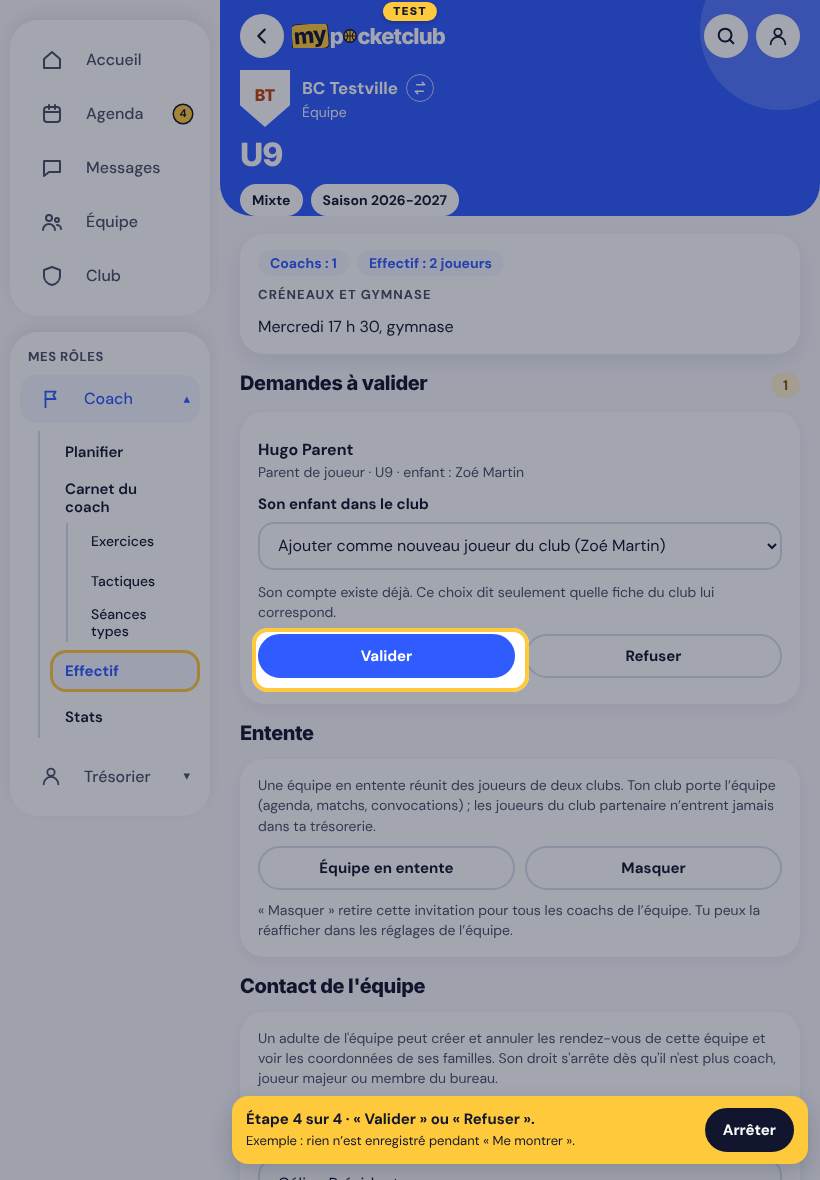 TEST
Accueil
Agenda
4
Messages
Équipe
Club
MES RÔLES
Coach
Planifier
Carnet du
coach
Exercices
Tactiques
Séances
types
Effectif
Stats
Trésorier
mypocketclub
BT
BC Testville
Équipe
U9
Mixte
Saison 2026-2027
Coachs : 1
Effectif : 2 joueurs
CRÉNEAUX ET GYMNASE
Mercredi 17 h 30, gymnase
Demandes à valider
1
Hugo Parent
Parent de joueur · U9 · enfant : Zoé Martin
Son enfant dans le club
Ajouter comme nouveau joueur du club (Zoé Martin)
Son compte existe déjà. Ce choix dit seulement quelle fiche du club lui
correspond.
Valider
Refuser
Entente
Une équipe en entente réunit des joueurs de deux clubs. Ton club porte l’équipe
(agenda, matchs, convocations) ; les joueurs du club partenaire n’entrent jamais
dans ta trésorerie.
Équipe en entente
Masquer
« Masquer » retire cette invitation pour tous les coachs de l’équipe. Tu peux la
réafficher dans les réglages de l’équipe.
Contact de l'équipe
Un adulte de l'équipe peut créer et annuler les rendez-vous de cette équipe et
voir les coordonnées de ses familles. Son droit s'arrête dès qu'il n'est plus coach,
joueur majeur ou membre du bureau.
Étape 4 sur 4 · « Valider » ou « Refuser ».
Exemple : rien n’est enregistré pendant « Me montrer ».
Arrêter